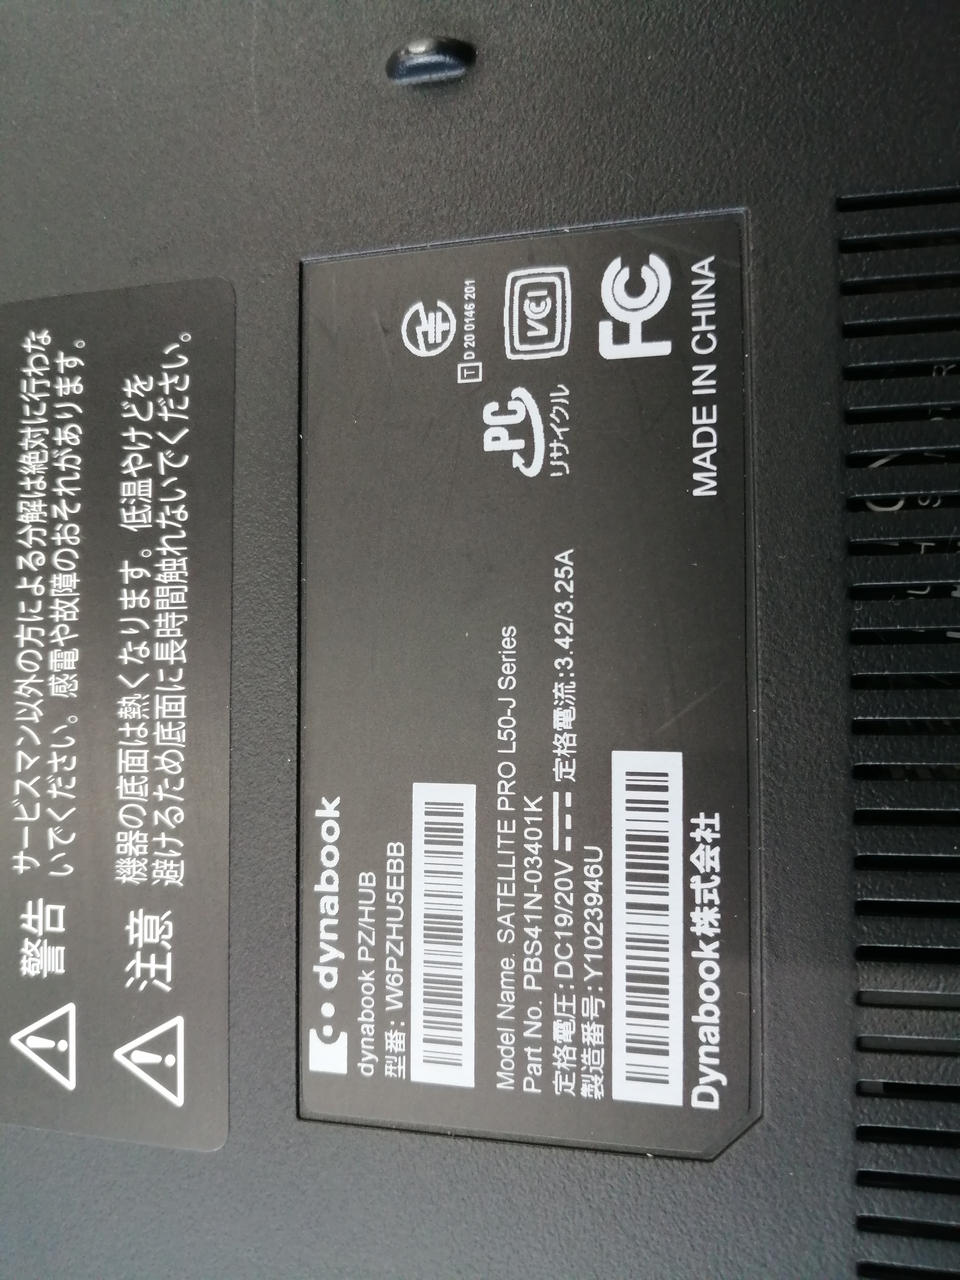 警告 サービスマン以外の方による分解は絶対に行わな
いでください。感電や故障のおそれがあります。
注意 機器の底面は熱くなります。低温やけどを
避けるため底面に長時間触れないでください。
dynabook
dynabook PZ/HUB
型番: W6PZHU5EBB
Model Name. SATELLITE PRO L50-J Series
Part No. PBS41N-03401K
定格電圧:DC19/20V 定格電流:3.42/3.25A
製造番号:Y1023946U
Dynabook株式会社
T D 20 0146 201
PC
リサイクル
VCCI
FC
MADE IN CHINA